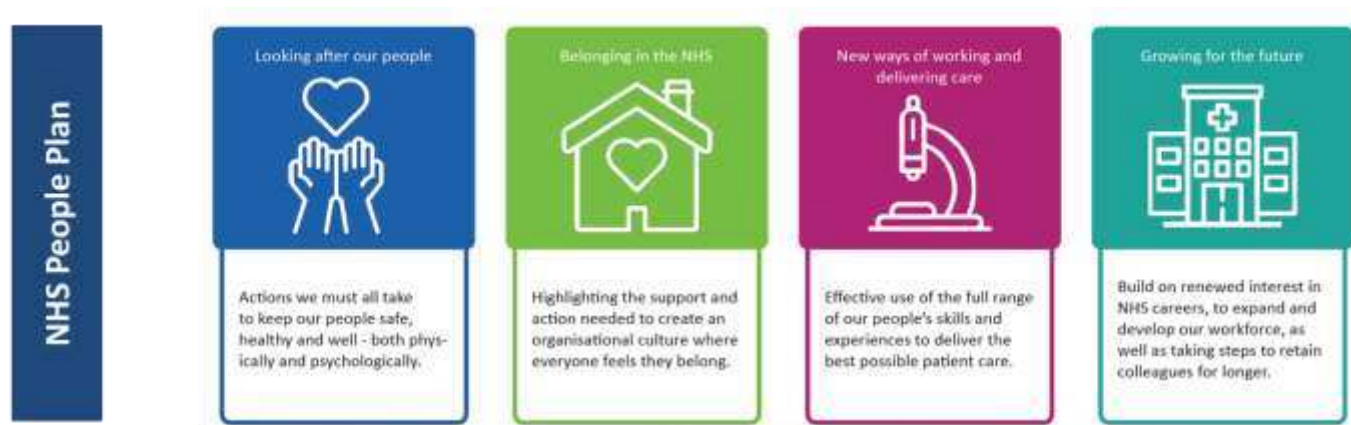 NHS People Plan
Looking after our people
Actions we must all take
to keep our people safe,
healthy and well - both phys-
ically and psychologically.
Belonging in the NHS
Highlighting the support and
action needed to create an
organisational culture where
everyone feels they belong.
New ways of working and
delivering care
Effective use of the full range
of our people's skills and
experiences to deliver the
best possible patient care.
Growing for the future
Build on renewed interest in
NHS careers, to expand and
develop our workforce, as
well as taking steps to retain
colleagues for longer.